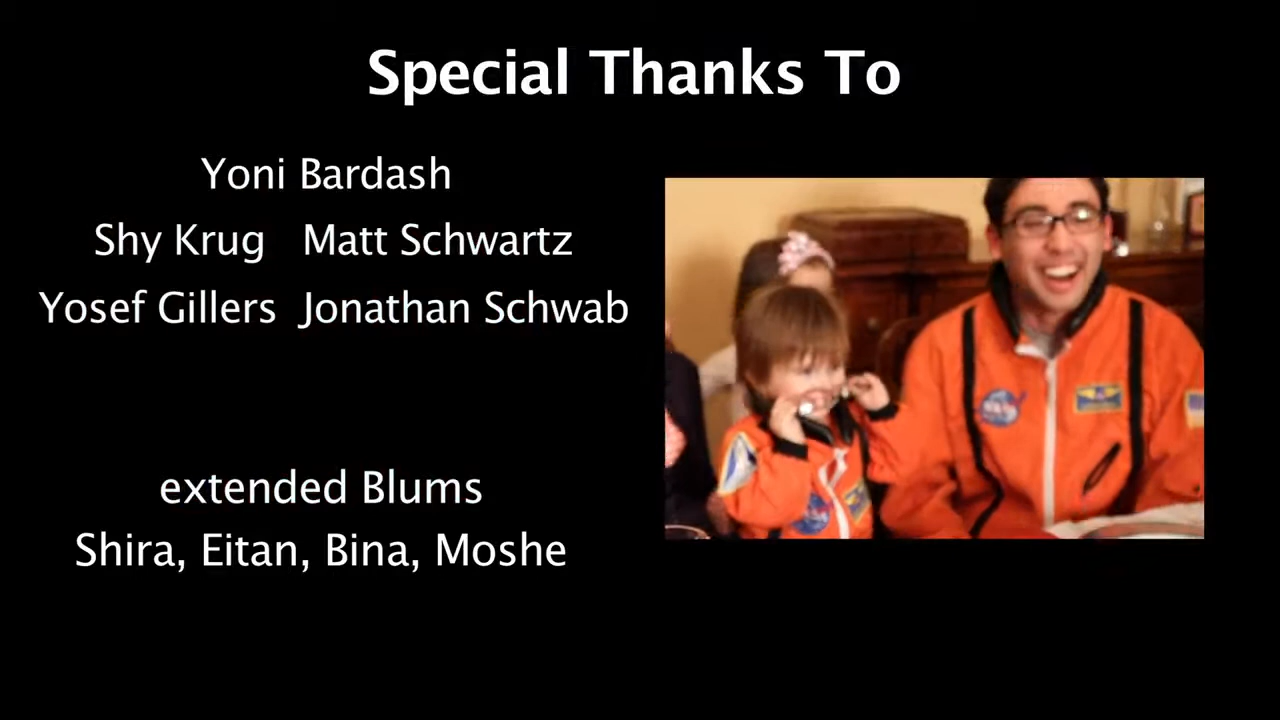 Special Thanks To
Yoni Bardash
Shy Krug Matt Schwartz
Yosef Gillers Jonathan Schwab
extended Blums
Shira, Eitan, Bina, Moshe
NASA